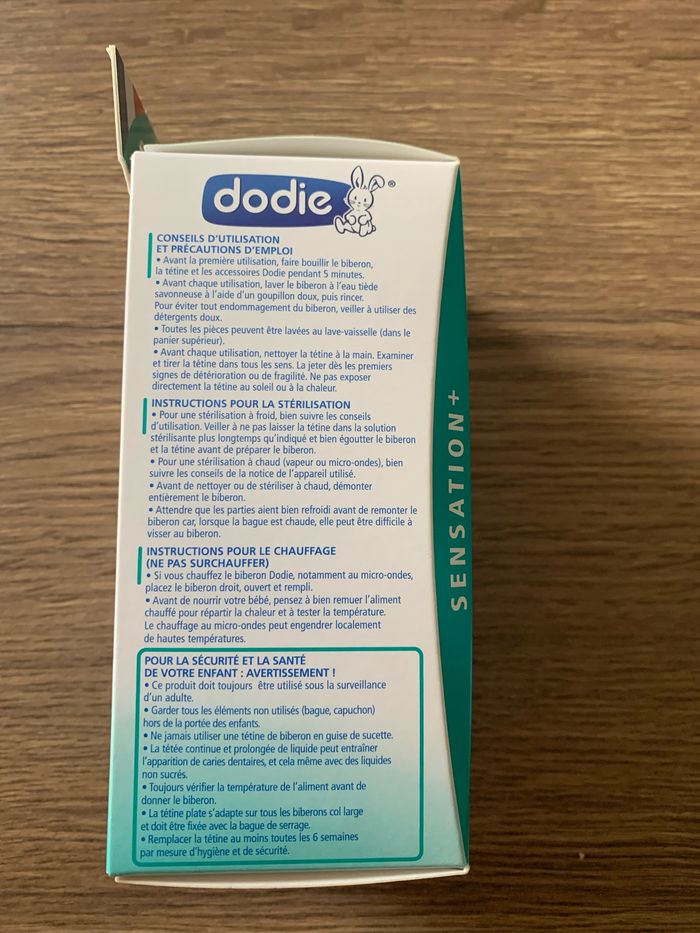 dodie®
CONSEILS D'UTILISATION
ET PRÉCAUTIONS D'EMPLOI
• Avant la première utilisation, faire bouillir le biberon,
la tétine et les accessoires Dodie pendant 5 minutes.
• Avant chaque utilisation, laver le biberon à l'eau tiède
savonneuse à l'aide d'un goupillon doux, puis rincer.
Pour éviter tout endommagement du biberon, veiller à utiliser des
détergents doux.
• Toutes les pièces peuvent être lavées au lave-vaisselle (dans le
panier supérieur).
• Avant chaque utilisation, nettoyer la tétine à la main. Examiner
et tirer la tétine dans tous les sens. La jeter dès les premiers
signes de détérioration ou de fragilité. Ne pas exposer
directement la tétine au soleil ou à la chaleur.
INSTRUCTIONS POUR LA STÉRILISATION
• Pour une stérilisation à froid, bien suivre les conseils
d'utilisation. Veiller à ne pas laisser la tétine dans la solution
stérilisante plus longtemps qu'indiqué et bien égoutter le biberon
et la tétine avant de préparer le biberon.
• Pour une stérilisation à chaud (vapeur ou micro-ondes), bien
suivre les conseils de la notice de l'appareil utilisé.
• Avant de nettoyer ou de stériliser à chaud, démonter
entièrement le biberon.
• Attendre que les parties aient bien refroidi avant de remonter le
biberon car, lorsque la bague est chaude, elle peut être difficile à
visser au biberon.
INSTRUCTIONS POUR LE CHAUFFAGE
(NE PAS SURCHAUFFER)
• Si vous chauffez le biberon Dodie, notamment au micro-ondes,
placez le biberon droit, ouvert et rempli.
• Avant de nourrir votre bébé, pensez à bien remuer l'aliment
chauffé pour répartir la chaleur et à tester la température.
Le chauffage au micro-ondes peut engendrer localement
de hautes températures.
POUR LA SÉCURITÉ ET LA SANTÉ
DE VOTRE ENFANT : AVERTISSEMENT !
• Ce produit doit toujours être utilisé sous la surveillance
d'un adulte.
• Garder tous les éléments non utilisés (bague, capuchon)
hors de la portée des enfants.
• Ne jamais utiliser une tétine de biberon en guise de sucette.
• La tétée continue et prolongée de liquide peut entraîner
l'apparition de caries dentaires, et cela même avec des liquides
non sucrés.
• Toujours vérifier la température de l'aliment avant de
donner le biberon.
• La tétine plate s'adapte sur tous les biberons col large
et doit être fixée avec la bague de serrage.
• Remplacer la tétine au moins toutes les 6 semaines
par mesure d'hygiène et de sécurité.
SENSATION+